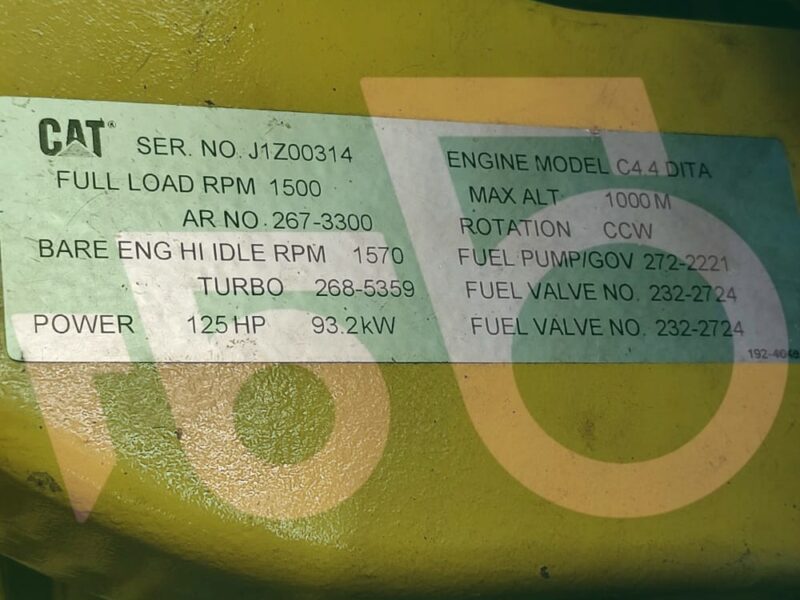 CAT® SER. NO. J1Z00314
FULL LOAD RPM 1500
AR NO. 267-3300
BARE ENG HI IDLE RPM 1570
TURBO 268-5359
POWER 125 HP 93.2 kW
ENGINE MODEL C4.4 DITA
MAX ALT. 1000 M
ROTATION CCW
FUEL PUMP/GOV 272-2221
FUEL VALVE NO. 232-2724
FUEL VALVE NO. 232-2724